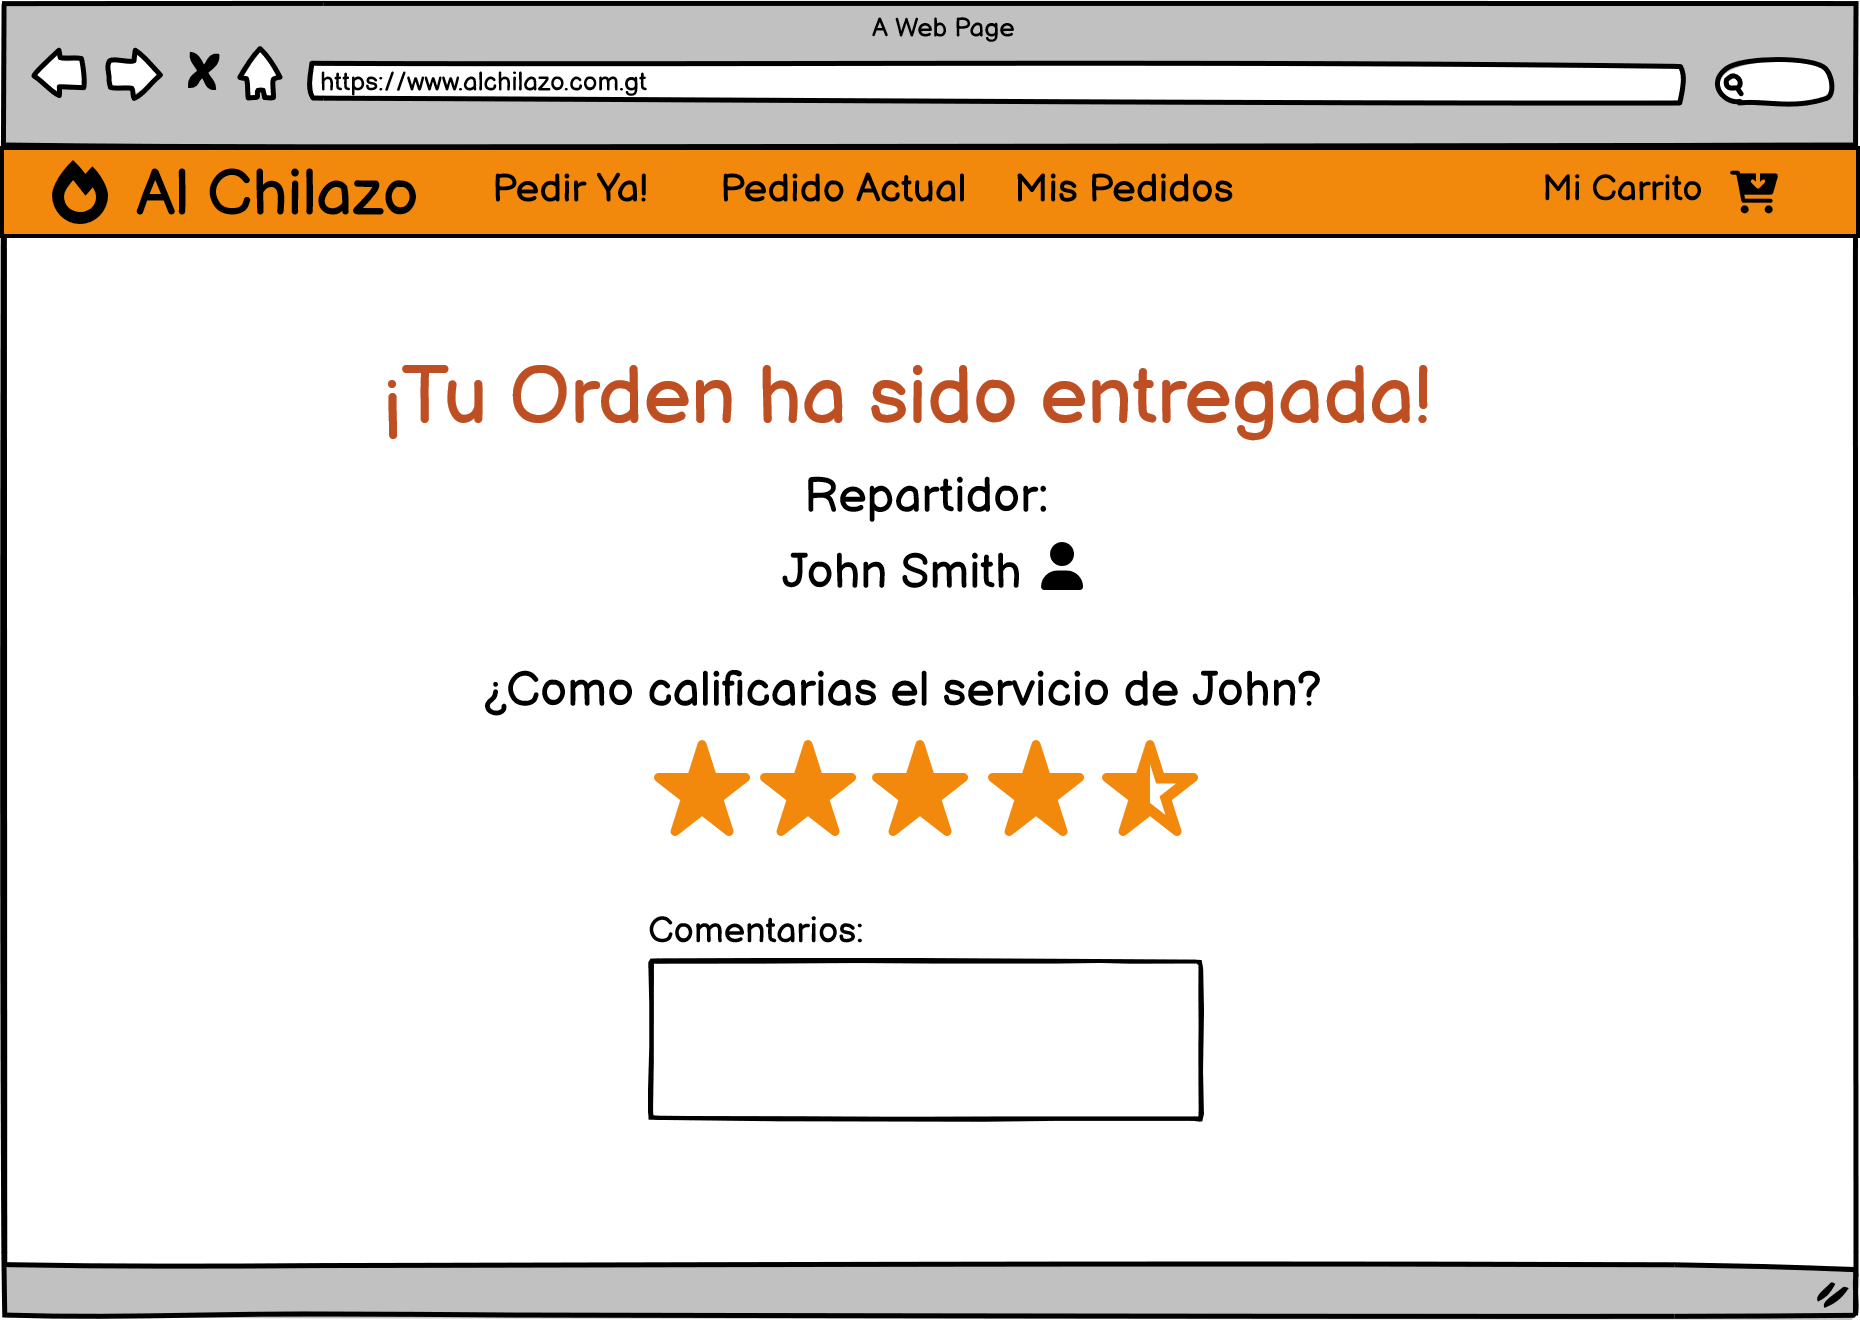 A Web Page
https://www.alchilazo.com.gt
Al Chilazo Pedir Ya! Pedido Actual Mis Pedidos Mi Carrito
¡Tu Orden ha sido entregada!
Repartidor:
John Smith
¿Como calificarias el servicio de John?
Comentarios: